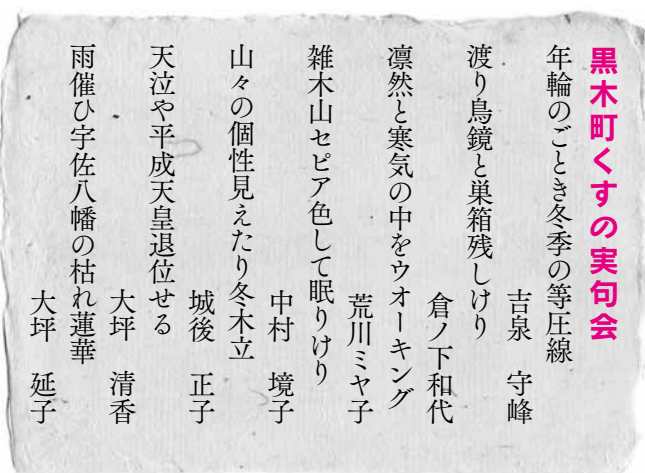 黒木町くすの実句会
年輪のごとき冬季の等圧線
吉泉　守峰
渡り鳥鏡と巣箱残しけり
倉ノ下和代
凛然と寒気の中をウオーキング
荒川ミヤ子
雑木山セピア色して眠りけり
中村　境子
山々の個性見えたり冬木立
城後　正子
天泣や平成天皇退位せる
大坪　清香
雨催ひ宇佐八幡の枯れ蓮華
大坪　延子